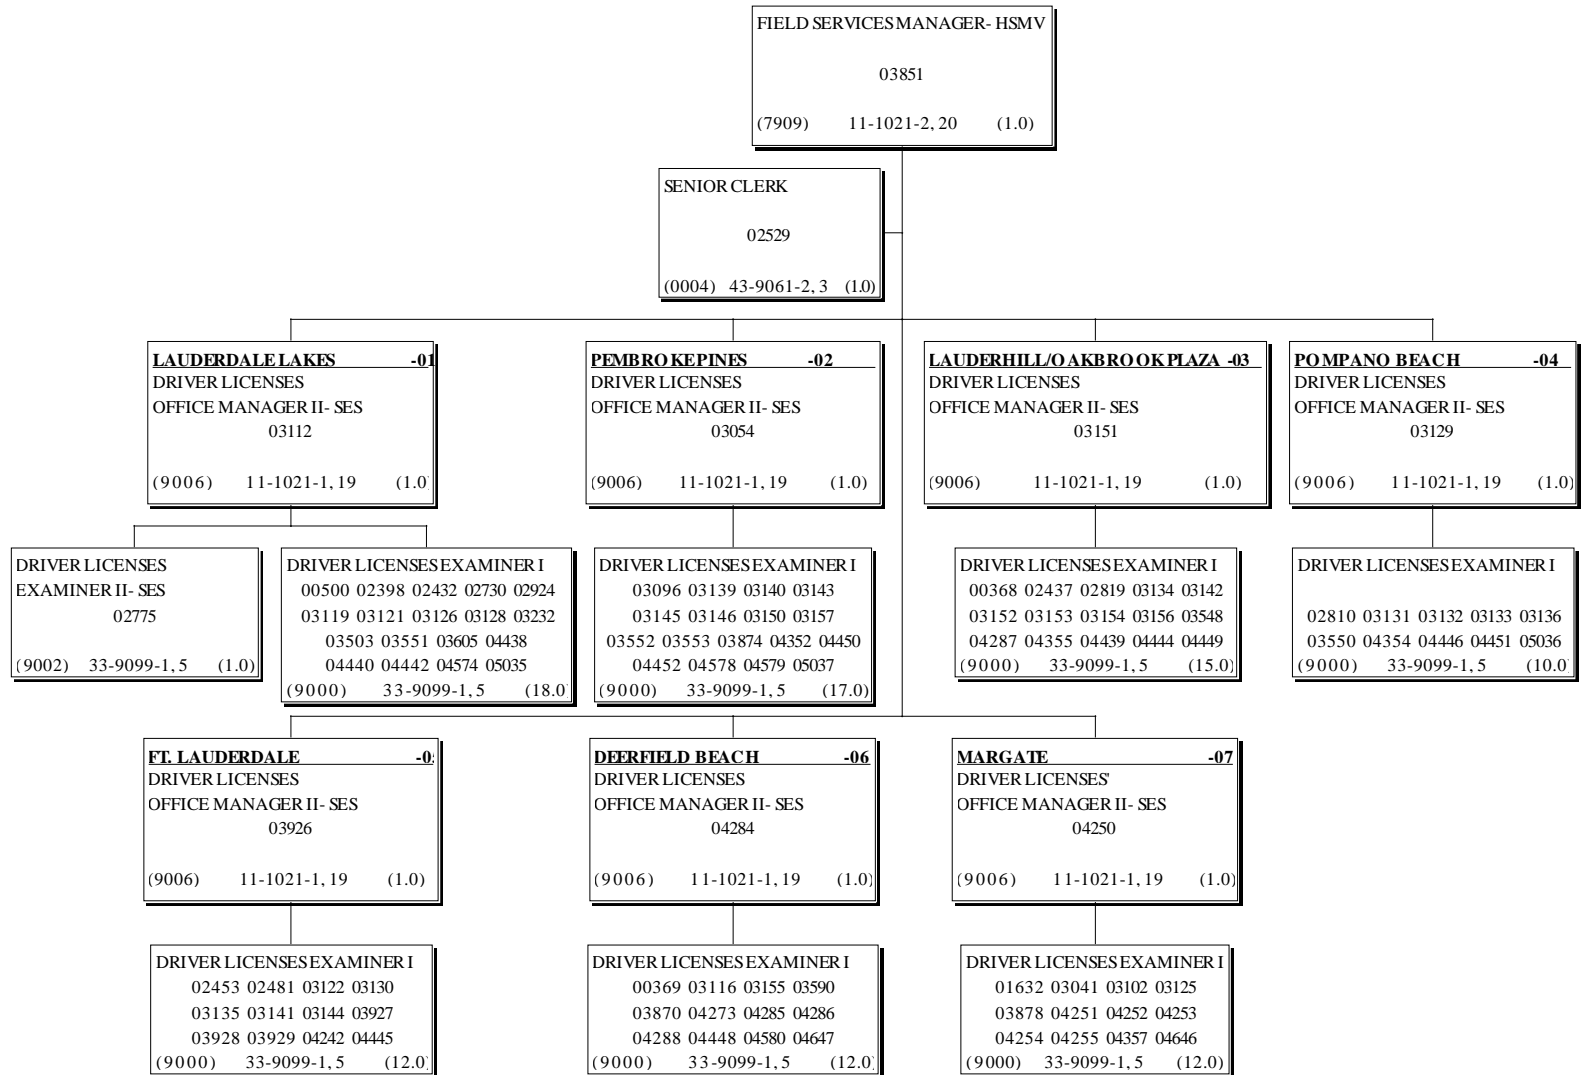 FIELD SERVICES MANAGER- HSMV
03851
(7909) 11-1021-2, 20 (1.0)
SENIOR CLERK
02529
(0004) 43-9061-2, 3 (1.0)
LAUDERDALE LAKES -01
DRIVER LICENSES
OFFICE MANAGER II- SES
03112
(9006) 11-1021-1, 19 (1.0)
PEMBROKE PINES -02
DRIVER LICENSES
OFFICE MANAGER II- SES
03054
(9006) 11-1021-1, 19 (1.0)
LAUDERHILL/OAKBROOK PLAZA -03
DRIVER LICENSES
OFFICE MANAGER II- SES
03151
(9006) 11-1021-1, 19 (1.0)
POMPANO BEACH -04
DRIVER LICENSES
OFFICE MANAGER II- SES
03129
(9006) 11-1021-1, 19 (1.0)
DRIVER LICENSES
EXAMINER II- SES
02775
(9002) 33-9099-1, 5 (1.0)
DRIVER LICENSES EXAMINER I
00500 02398 02432 02730 02924
03119 03121 03126 03128 03232
03503 03551 03605 04438
04440 04442 04574 05035
(9000) 33-9099-1, 5 (18.0)
DRIVER LICENSES EXAMINER I
03096 03139 03140 03143
03145 03146 03150 03157
03552 03553 03874 04352 04450
04452 04578 04579 05037
(9000) 33-9099-1, 5 (17.0)
DRIVER LICENSES EXAMINER I
00368 02437 02819 03134 03142
03152 03153 03154 03156 03548
04287 04355 04439 04444 04449
(9000) 33-9099-1, 5 (15.0)
DRIVER LICENSES EXAMINER I
02810 03131 03132 03133 03136
03550 04354 04446 04451 05036
(9000) 33-9099-1, 5 (10.0)
FT. LAUDERDALE -05
DRIVER LICENSES
OFFICE MANAGER II- SES
03926
(9006) 11-1021-1, 19 (1.0)
DEERFIELD BEACH -06
DRIVER LICENSES
OFFICE MANAGER II- SES
04284
(9006) 11-1021-1, 19 (1.0)
MARGATE -07
DRIVER LICENSES'
OFFICE MANAGER II- SES
04250
(9006) 11-1021-1, 19 (1.0)
DRIVER LICENSES EXAMINER I
02453 02481 03122 03130
03135 03141 03144 03927
03928 03929 04242 04445
(9000) 33-9099-1, 5 (12.0)
DRIVER LICENSES EXAMINER I
00369 03116 03155 03590
03870 04273 04285 04286
04288 04448 04580 04647
(9000) 33-9099-1, 5 (12.0)
DRIVER LICENSES EXAMINER I
01632 03041 03102 03125
03878 04251 04252 04253
04254 04255 04357 04646
(9000) 33-9099-1, 5 (12.0)